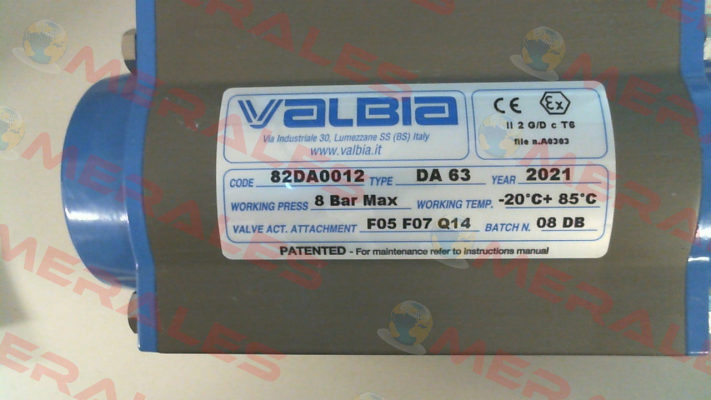 VALBIA
Via Industriale 30, Lumezzane SS (BS) Italy
www.valbia.it
CE Ex
II 2 G/D c T6
file n.A0303
CODE 82DA0012 TYPE DA 63 YEAR 2021
WORKING PRESS 8 Bar Max WORKING TEMP. -20°C+ 85°C
VALVE ACT. ATTACHMENT F05 F07 Q14 BATCH N. 08 DB
PATENTED - For maintenance refer to instructions manual
MERALES
MERALES
MERALES
MERALES